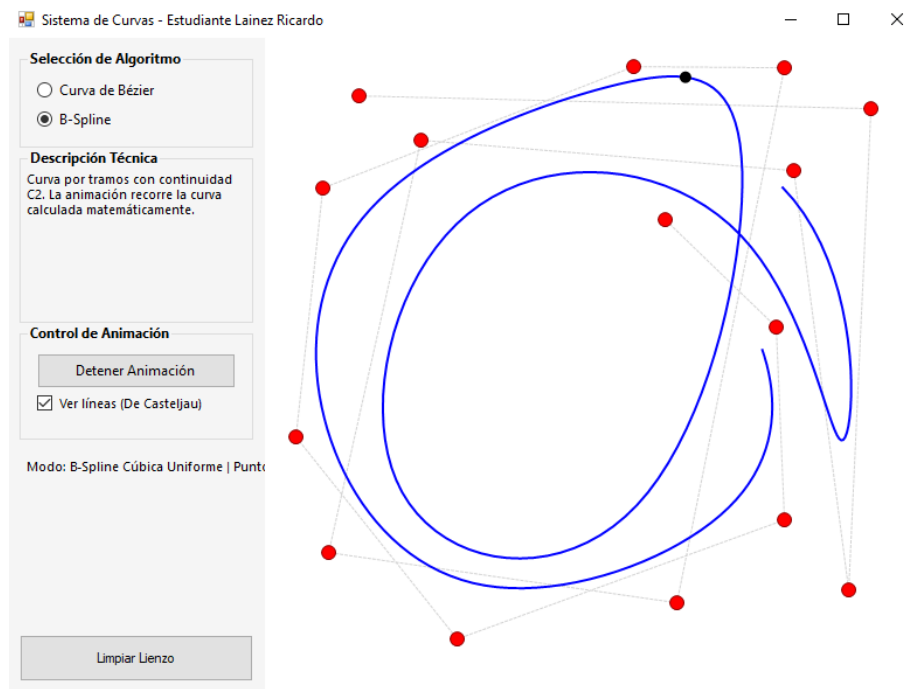 Sistema de Curvas - Estudiante Lainez Ricardo
Selección de Algoritmo
Curva de Bézier
B-Spline
Descripción Técnica
Curva por tramos con continuidad
C2. La animación recorre la curva
calculada matemáticamente.
Control de Animación
Detener Animación
Ver líneas (De Casteljau)
Modo: B-Spline Cúbica Uniforme | Punto
Limpiar Lienzo